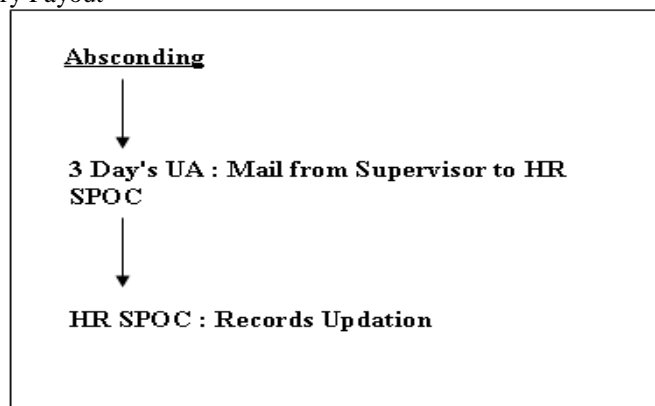 Payout
Absconding
3 Day's UA : Mail from Supervisor to HR
SPOC
HR SPOC : Records Updation